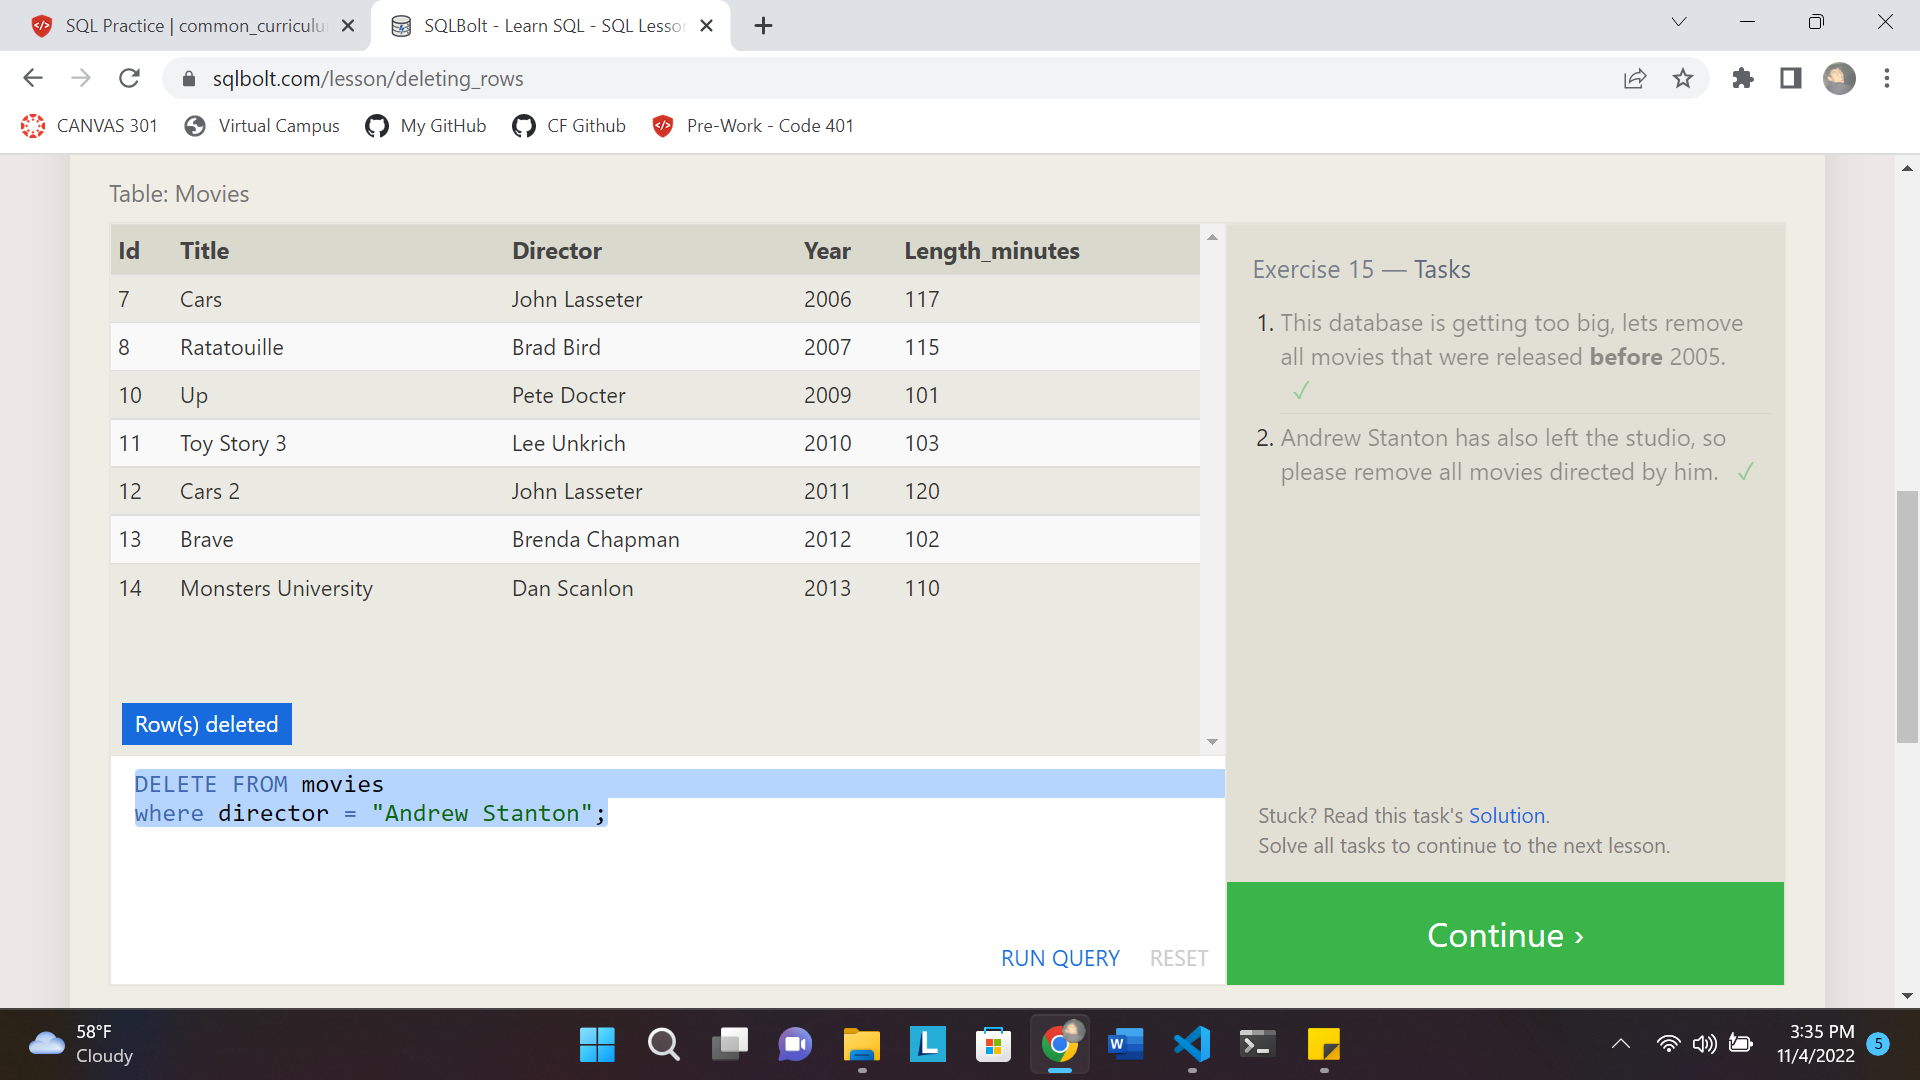 SQL Practice | common_curriculu
SQLBolt - Learn SQL - SQL Lesso
sqlbolt.com/lesson/deleting_rows
CANVAS 301 Virtual Campus My GitHub CF Github Pre-Work - Code 401
Table: Movies
Id Title Director Year Length_minutes
7 Cars John Lasseter 2006 117
8 Ratatouille Brad Bird 2007 115
10 Up Pete Docter 2009 101
11 Toy Story 3 Lee Unkrich 2010 103
12 Cars 2 John Lasseter 2011 120
13 Brave Brenda Chapman 2012 102
14 Monsters University Dan Scanlon 2013 110
Row(s) deleted
DELETE FROM movies
where director = "Andrew Stanton";
RUN QUERY RESET
Exercise 15 — Tasks
1. This database is getting too big, lets remove
all movies that were released before 2005.
✓
2. Andrew Stanton has also left the studio, so
please remove all movies directed by him. ✓
Stuck? Read this task's Solution.
Solve all tasks to continue to the next lesson.
Continue ›
58°F
Cloudy
L
W
3:35 PM
11/4/2022
5